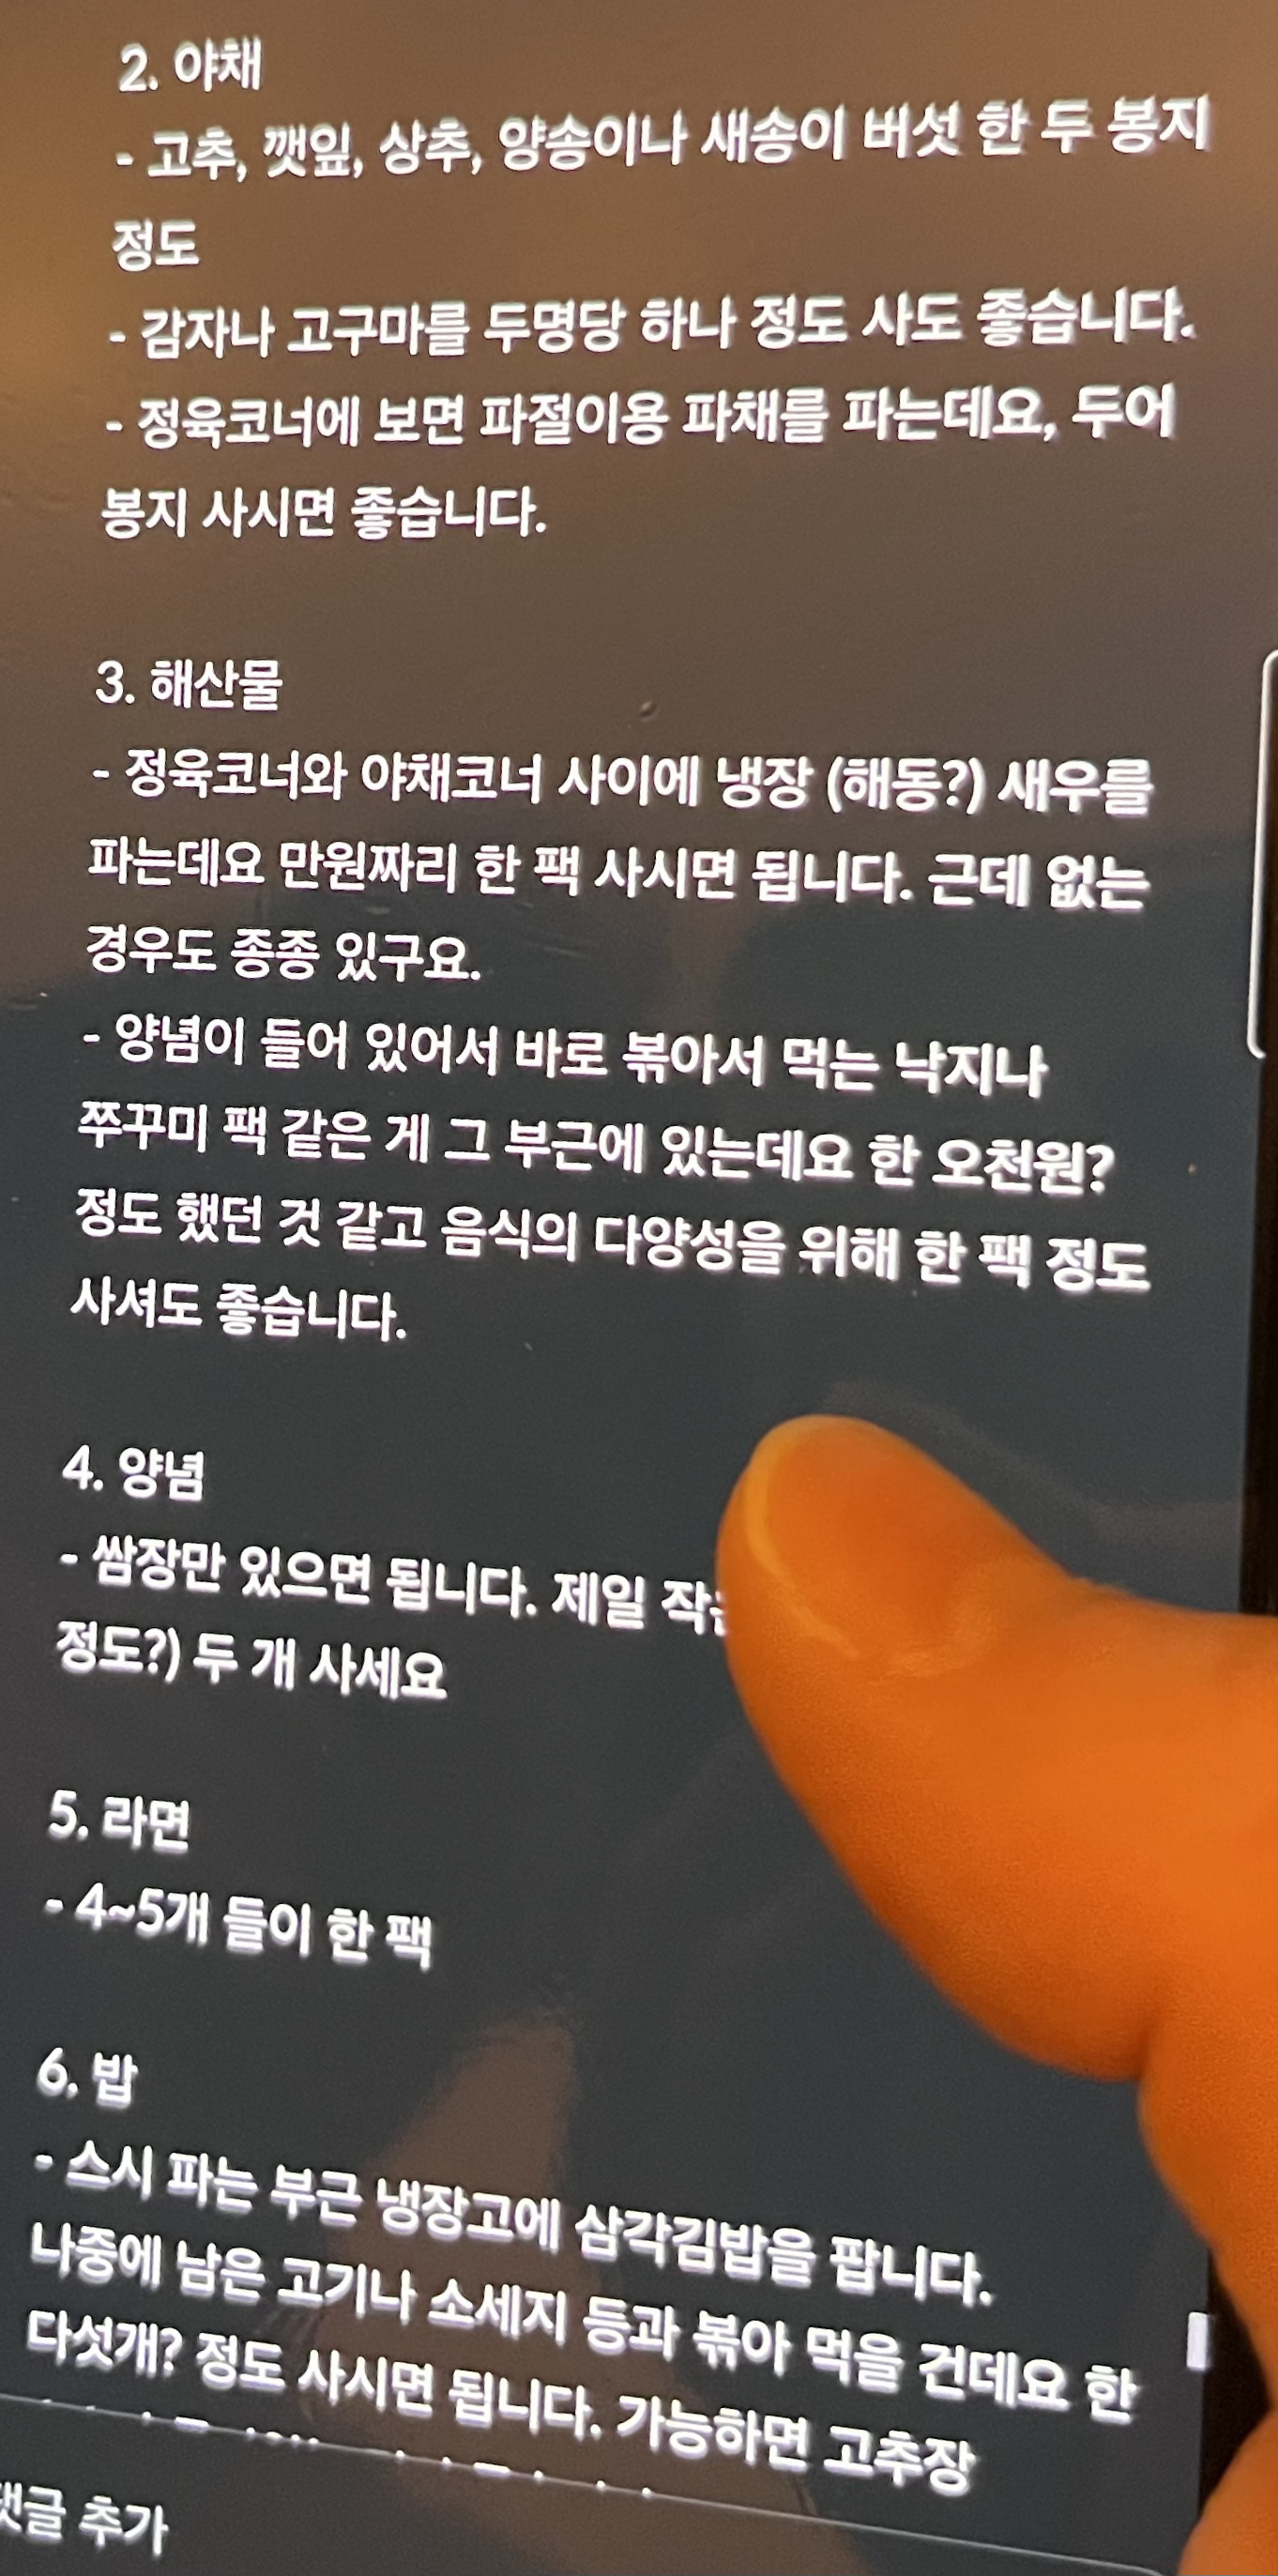 2. 야채
- 고추, 깻잎, 상추, 양송이나 새송이 버섯 한 두 봉지
정도
- 감자나 고구마를 두명당 하나 정도 사도 좋습니다.
- 정육코너에 보면 파절이용 파채를 파는데요, 두어
봉지 사시면 좋습니다.
3. 해산물
- 정육코너와 야채코너 사이에 냉장 (해동?) 새우를
파는데요 만원짜리 한 팩 사시면 됩니다. 근데 없는
경우도 종종 있구요.
- 양념이 들어 있어서 바로 볶아서 먹는 낙지나
쭈꾸미 팩 같은 게 그 부근에 있는데요 한 오천원?
정도 했던 것 같고 음식의 다양성을 위해 한 팩 정도
사셔도 좋습니다.
4. 양념
- 쌈장만 있으면 됩니다. 제일
정도?) 두 개 사세요
5. 라면
- 4~5개 들이 한 팩
6. 밥
- 스시 파는 부근 냉장고에 삼각김밥을 팝니다.
나중에 남은 고기나 소세지 등과 볶아 먹을 건데요 한
다섯개? 정도 사시면 됩니다. 가능하면 고추장
댓글 추가